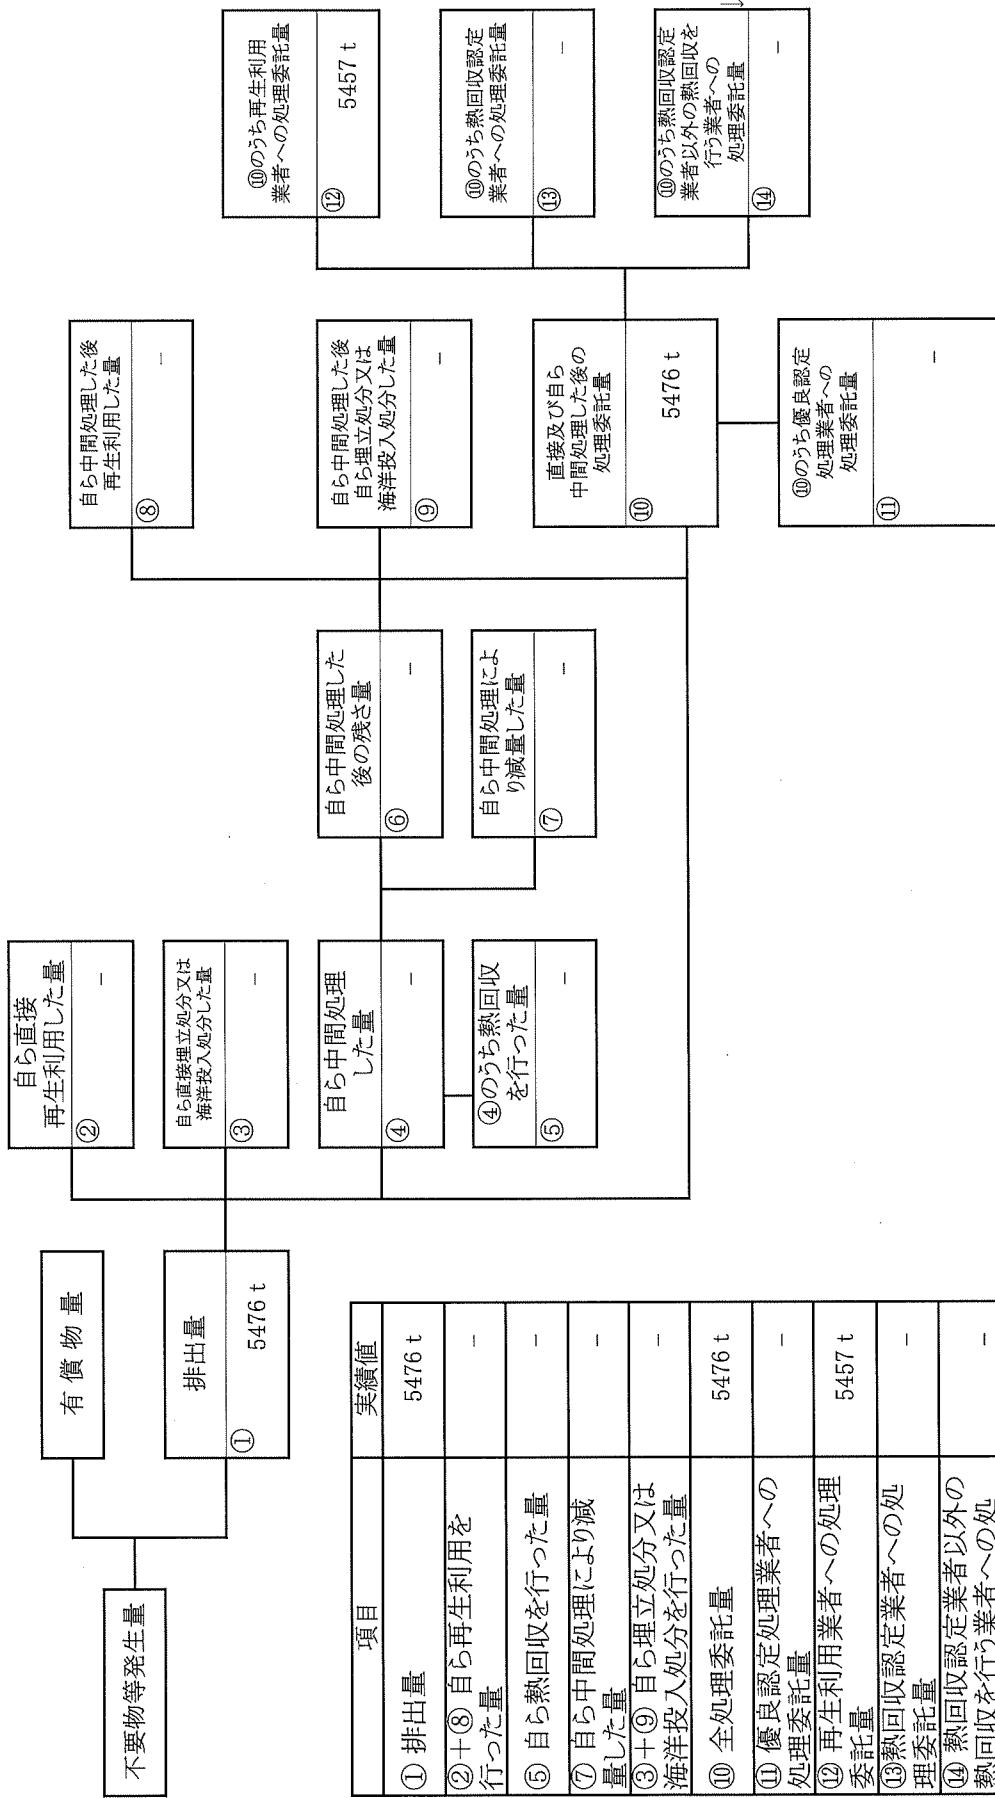 不要物等発生量
有償物量
排出量
①
5476 t
自ら直接
再生利用した量
②
－
自ら直接埋立処分又は
海洋投入処分した量
③
－
自ら中間処理
した量
④
－
④のうち熱回収
を行った量
⑤
－
自ら中間処理した
後の残さ量
⑥
－
自ら中間処理によ
り減量した量
⑦
－
自ら中間処理した後
再生利用した量
⑧
－
自ら中間処理した後
自ら埋立処分又は
海洋投入処分した量
⑨
－
直接及び自ら
中間処理した後の
処理委託量
⑩
5476 t
⑩のうち優良認定
処理業者への
処理委託量
⑪
－
⑩のうち再生利用
業者への処理委託量
⑫
5457 t
⑩のうち熱回収認定
業者への処理委託量
⑬
－
⑩のうち熱回収認定
業者以外の熱回収を
行う業者への
処理委託量
⑭
－
項目 実績値
① 排出量 5476 t
②＋⑧ 自ら再生利用を
行った量 －
⑤ 自ら熱回収を行った量 －
⑦ 自ら中間処理により減
量した量 －
③＋⑨ 自ら埋立処分又は
海洋投入処分を行った量 －
⑩ 全処理委託量 5476 t
⑪ 優良認定処理業者への
処理委託量 －
⑫ 再生利用業者への処理
委託量 5457 t
⑬熱回収認定業者への処
理委託量 －
⑭ 熱回収認定業者以外の
熱回収を行う業者への処 －